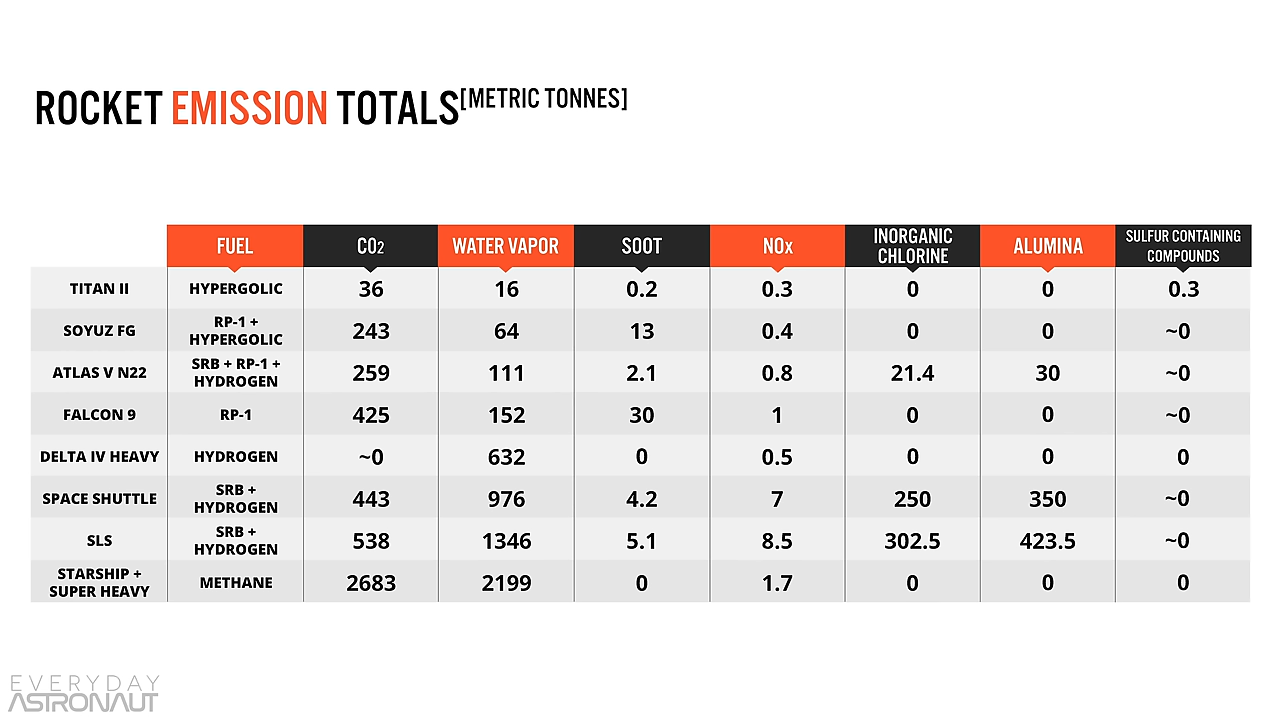 ROCKET EMISSION TOTALS[METRIC TONNES]
FUEL CO2 WATER VAPOR SOOT NOx INORGANIC CHLORINE ALUMINA SULFUR CONTAINING COMPOUNDS
TITAN II HYPERGOLIC 36 16 0.2 0.3 0 0 0.3
SOYUZ FG RP-1 + HYPERGOLIC 243 64 13 0.4 0 0 ~0
ATLAS V N22 SRB + RP-1 + HYDROGEN 259 111 2.1 0.8 21.4 30 ~0
FALCON 9 RP-1 425 152 30 1 0 0 ~0
DELTA IV HEAVY HYDROGEN ~0 632 0 0.5 0 0 0
SPACE SHUTTLE SRB + HYDROGEN 443 976 4.2 7 250 350 ~0
SLS SRB + HYDROGEN 538 1346 5.1 8.5 302.5 423.5 ~0
STARSHIP + SUPER HEAVY METHANE 2683 2199 0 1.7 0 0 0
EVERYDAY
ASTRONAUT